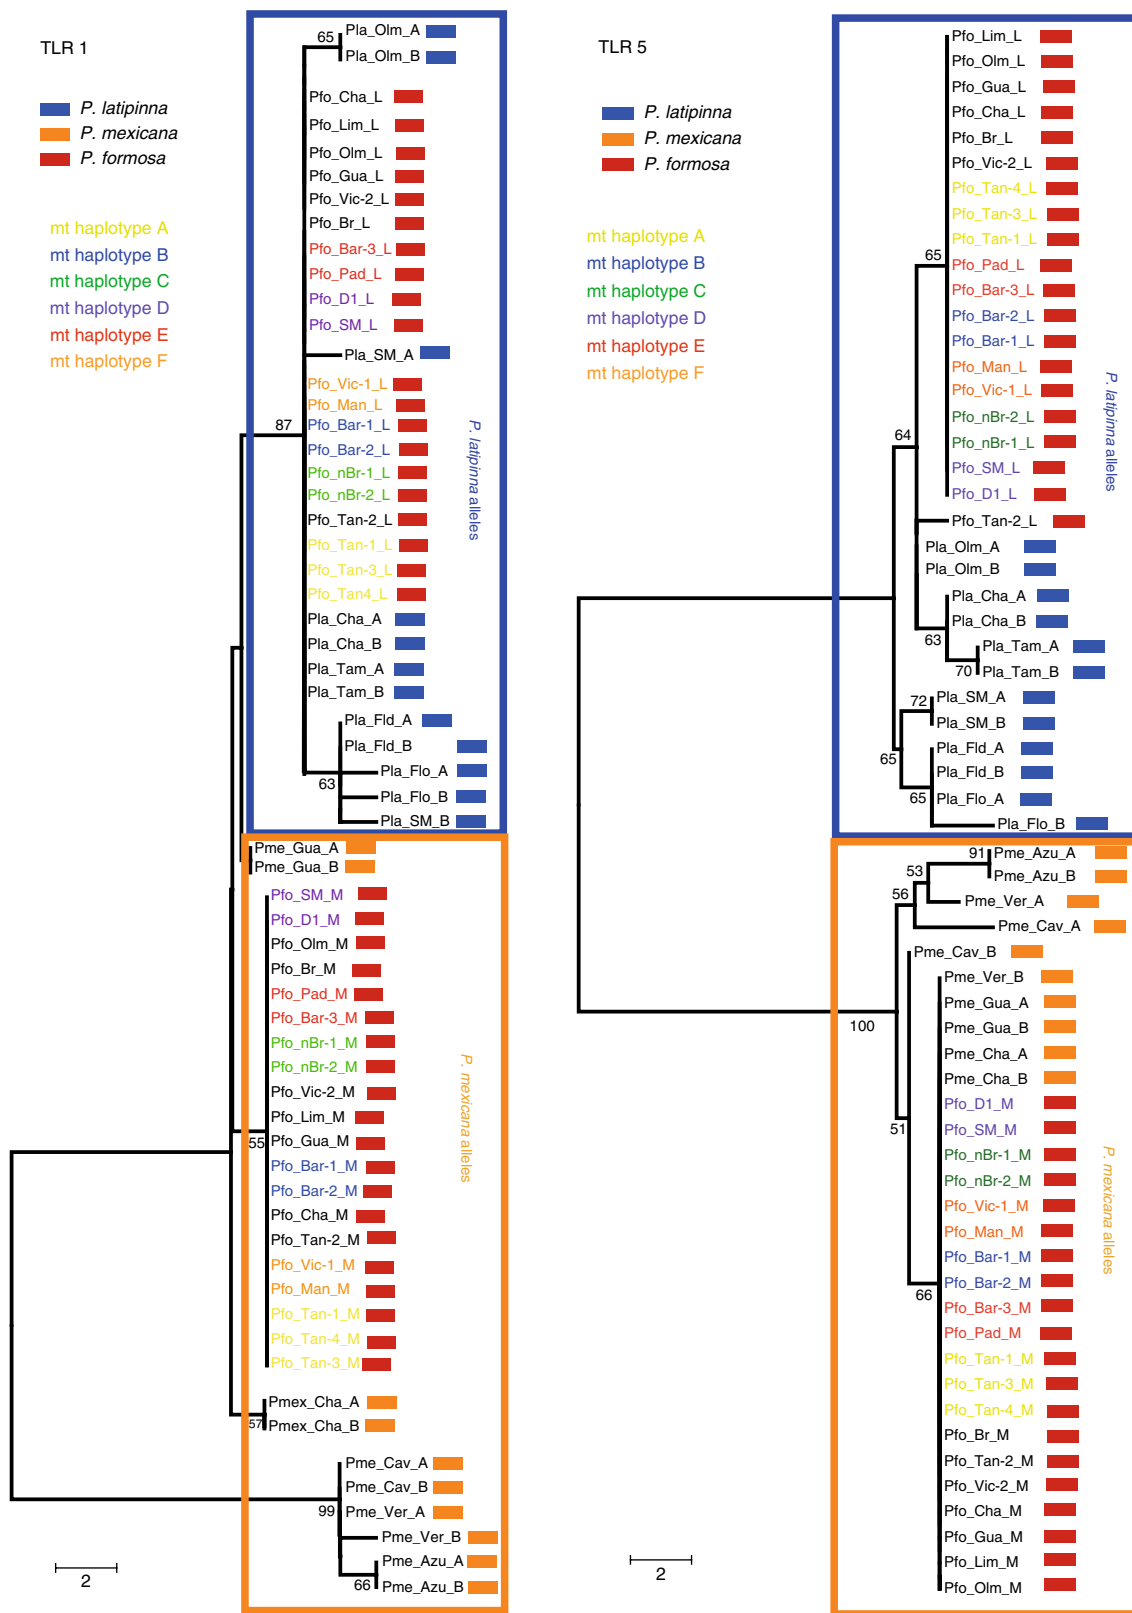 TLR 1
P. latipinna
P. mexicana
P. formosa
mt haplotype A
mt haplotype B
mt haplotype C
mt haplotype D
mt haplotype E
mt haplotype F
65
Pla_Olm_A
Pla_Olm_B
Pfo_Cha_L
Pfo_Lim_L
Pfo_Olm_L
Pfo_Gua_L
Pfo_Vic-2_L
Pfo_Br_L
Pfo_Bar-3_L
Pfo_Pad_L
Pfo_D1_L
Pfo_SM_L
Pla_SM_A
Pfo_Vic-1_L
Pfo_Man_L
87
Pfo_Bar-1_L
Pfo_Bar-2_L
Pfo_nBr-1_L
Pfo_nBr-2_L
Pfo_Tan-2_L
Pfo_Tan-1_L
Pfo_Tan-3_L
Pfo_Tan4_L
Pla_Cha_A
Pla_Cha_B
Pla_Tam_A
Pla_Tam_B
Pla_Fld_A
Pla_Fld_B
Pla_Flo_A
63
Pla_Flo_B
Pla_SM_B
P. latipinna alleles
Pme_Gua_A
Pme_Gua_B
Pfo_SM_M
Pfo_D1_M
Pfo_Olm_M
Pfo_Br_M
Pfo_Pad_M
Pfo_Bar-3_M
Pfo_nBr-1_M
Pfo_nBr-2_M
Pfo_Vic-2_M
Pfo_Lim_M
55
Pfo_Gua_M
Pfo_Bar-1_M
Pfo_Bar-2_M
Pfo_Cha_M
Pfo_Tan-2_M
Pfo_Vic-1_M
Pfo_Man_M
Pfo_Tan-1_M
Pfo_Tan-4_M
Pfo_Tan-3_M
Pmex_Cha_A
57
Pmex_Cha_B
Pme_Cav_A
Pme_Cav_B
99
Pme_Ver_A
Pme_Ver_B
Pme_Azu_A
66
Pme_Azu_B
P. mexicana alleles
2
TLR 5
P. latipinna
P. mexicana
P. formosa
mt haplotype A
mt haplotype B
mt haplotype C
mt haplotype D
mt haplotype E
mt haplotype F
Pfo_Lim_L
Pfo_Olm_L
Pfo_Gua_L
Pfo_Cha_L
Pfo_Br_L
Pfo_Vic-2_L
Pfo_Tan-4_L
Pfo_Tan-3_L
Pfo_Tan-1_L
65
Pfo_Pad_L
Pfo_Bar-3_L
Pfo_Bar-2_L
Pfo_Bar-1_L
Pfo_Man_L
Pfo_Vic-1_L
Pfo_nBr-2_L
64
Pfo_nBr-1_L
Pfo_SM_L
Pfo_D1_L
Pfo_Tan-2_L
Pla_Olm_A
Pla_Olm_B
Pla_Cha_A
Pla_Cha_B
63
Pla_Tam_A
70
Pla_Tam_B
72
Pla_SM_A
Pla_SM_B
65
Pla_Fld_A
Pla_Fld_B
65
Pla_Flo_A
Pla_Flo_B
P. latipinna alleles
91
Pme_Azu_A
53
Pme_Azu_B
56
Pme_Ver_A
Pme_Cav_A
Pme_Cav_B
Pme_Ver_B
Pme_Gua_A
100
Pme_Gua_B
Pme_Cha_A
Pme_Cha_B
Pfo_D1_M
51
Pfo_SM_M
Pfo_nBr-1_M
Pfo_nBr-2_M
Pfo_Vic-1_M
Pfo_Man_M
Pfo_Bar-1_M
Pfo_Bar-2_M
66
Pfo_Bar-3_M
Pfo_Pad_M
Pfo_Tan-1_M
Pfo_Tan-3_M
Pfo_Tan-4_M
Pfo_Br_M
Pfo_Tan-2_M
Pfo_Vic-2_M
Pfo_Cha_M
Pfo_Gua_M
Pfo_Lim_M
Pfo_Olm_M
P. mexicana alleles
2